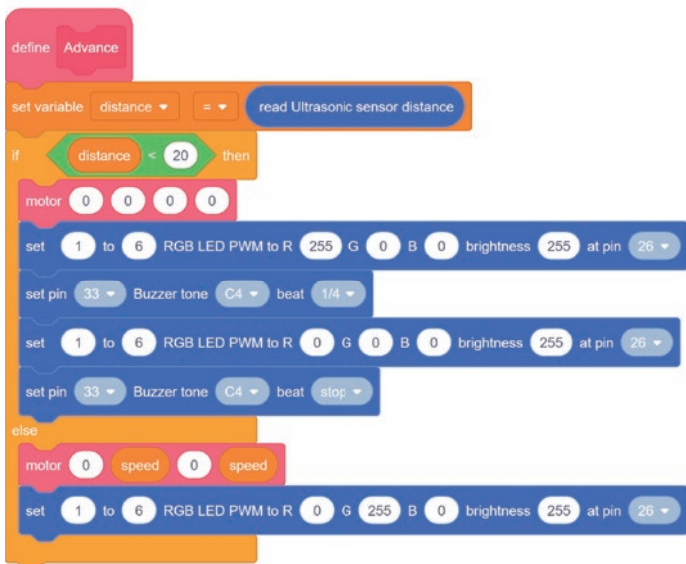 define Advance
set variable distance = read Ultrasonic sensor distance
if distance < 20 then
motor 0 0 0 0
set 1 to 6 RGB LED PWM to R 255 G 0 B 0 brightness 255 at pin 26
set pin 33 Buzzer tone C4 beat 1/4
set 1 to 6 RGB LED PWM to R 0 G 0 B 0 brightness 255 at pin 26
set pin 33 Buzzer tone C4 beat stop
else
motor 0 speed 0 speed
set 1 to 6 RGB LED PWM to R 0 G 255 B 0 brightness 255 at pin 26